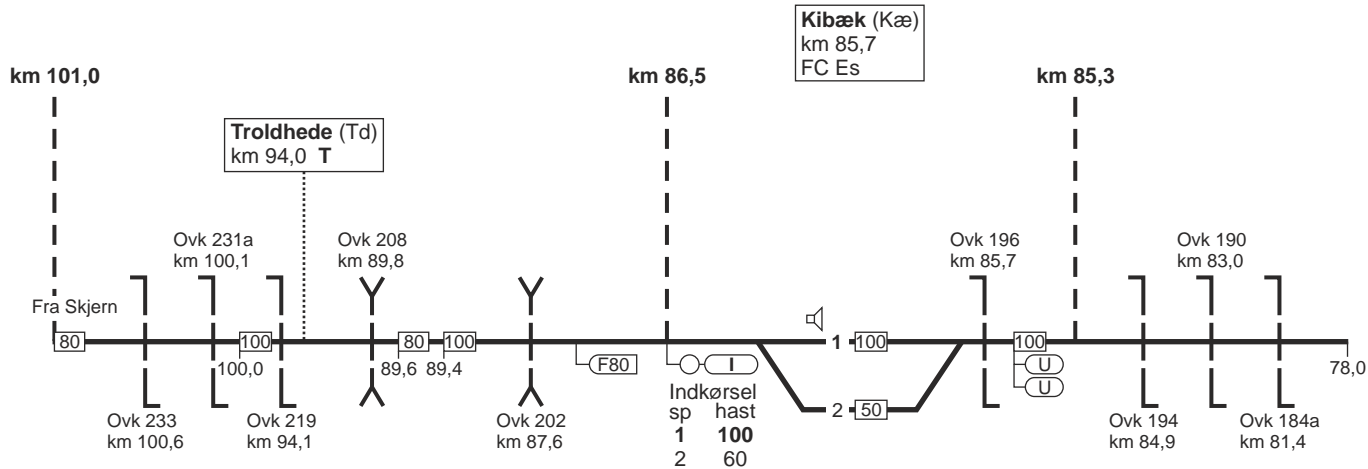 Kibæk (Kæ)
km 85,7
FC Es
km 101,0
km 86,5
km 85,3
Troldhede (Td)
km 94,0 T
Ovk 231a
km 100,1
Ovk 208
km 89,8
Ovk 196
km 85,7
Ovk 190
km 83,0
Fra Skjern
80
100
80
100
1
100
100
100,0
89,6
89,4
F80
I
U
U
78,0
Indkørsel
sp hast
1 100
2 60
2
50
Ovk 233
km 100,6
Ovk 219
km 94,1
Ovk 202
km 87,6
Ovk 194
km 84,9
Ovk 184a
km 81,4